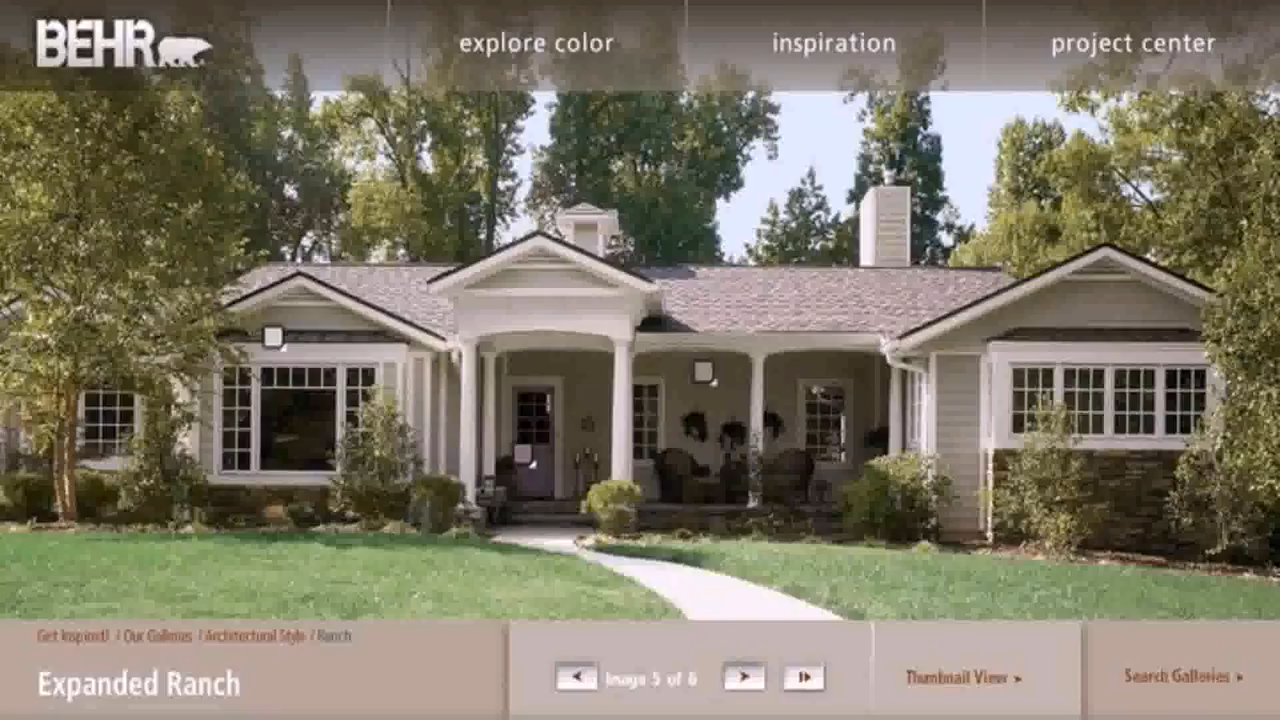 BEHR
explore color
inspiration
project center
Get Inspired! / Our Galleries / Architectural Style / Ranch
Expanded Ranch
Image 5 of 6
Thumbnail View
Search Galleries